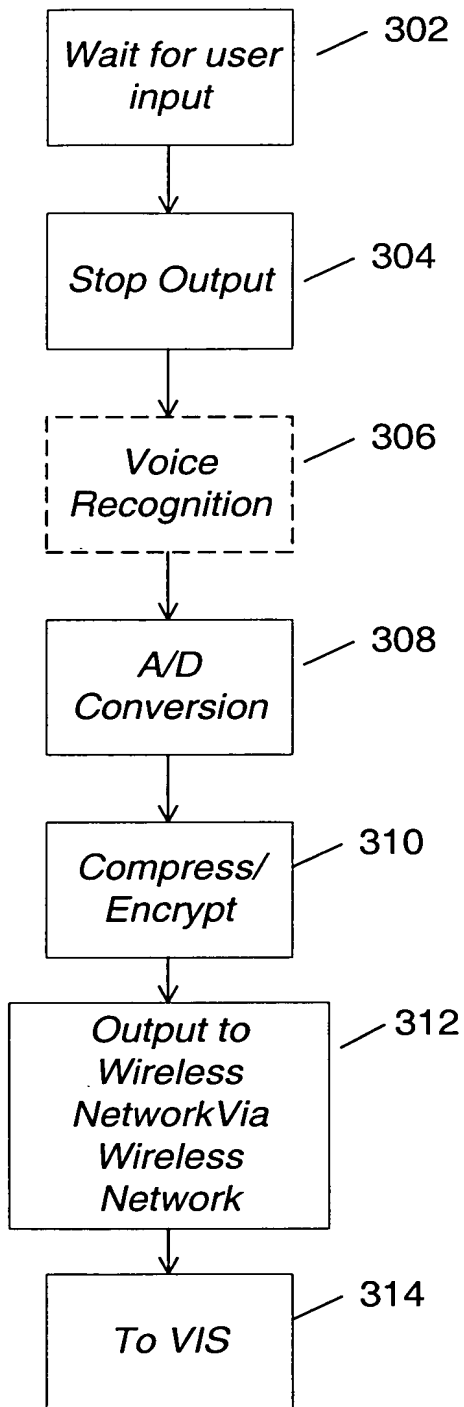 Wait for user
input
302
Stop Output
304
Voice
Recognition
306
A/D
Conversion
308
Compress/
Encrypt
310
Output to
Wireless
NetworkVia
Wireless
Network
312
To VIS
314